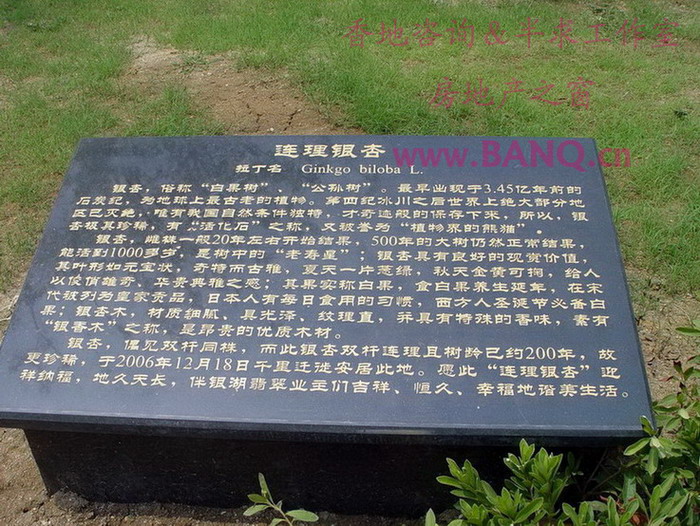 香地咨询&丰泉工作室
房地产之窗
www.BANQ.cn
连理银杏
拉丁名 Ginkgo biloba L.
银杏，俗称“白果树”、“公孙树”。最早出现于3.45亿年前的
石炭纪，为地球上最古老的植物。第四纪冰川之后世界上绝大部分地
区已灭绝，唯有我国自然条件独特，才奇迹般的保存下来，所以，银
杏极其珍稀，有“活化石”之称，又被誉为“植物界的熊猫”。
银杏，雌株一般20年左右开始结果，500年的大树仍然正常结果，
能活到1000多岁，是树中的“老寿星”；银杏具有良好的观赏价值，
其叶形如元宝状，奇特而古雅，夏天一片葱绿，秋天金黄可掬，给人
以俊俏雄奇、华贵典雅之感；其果实称白果，食白果养生延年，在宋
代被列为皇家贡品，日本人有每日食用的习惯，西方人圣诞节必备白
果；银杏木，材质细腻、具光泽、纹理直，并具有特殊的香味，素有
“银香木”之称，是昂贵的优质木材。
银杏，偶见双杆同株，而此银杏双杆连理且树龄已约200年，故
更珍稀，于2006年12月18日千里迁徙安居此地。愿此“连理银杏”迎
祥纳福，地久天长，伴银湖翡翠业主们吉祥、恒久、幸福地谐美生活。